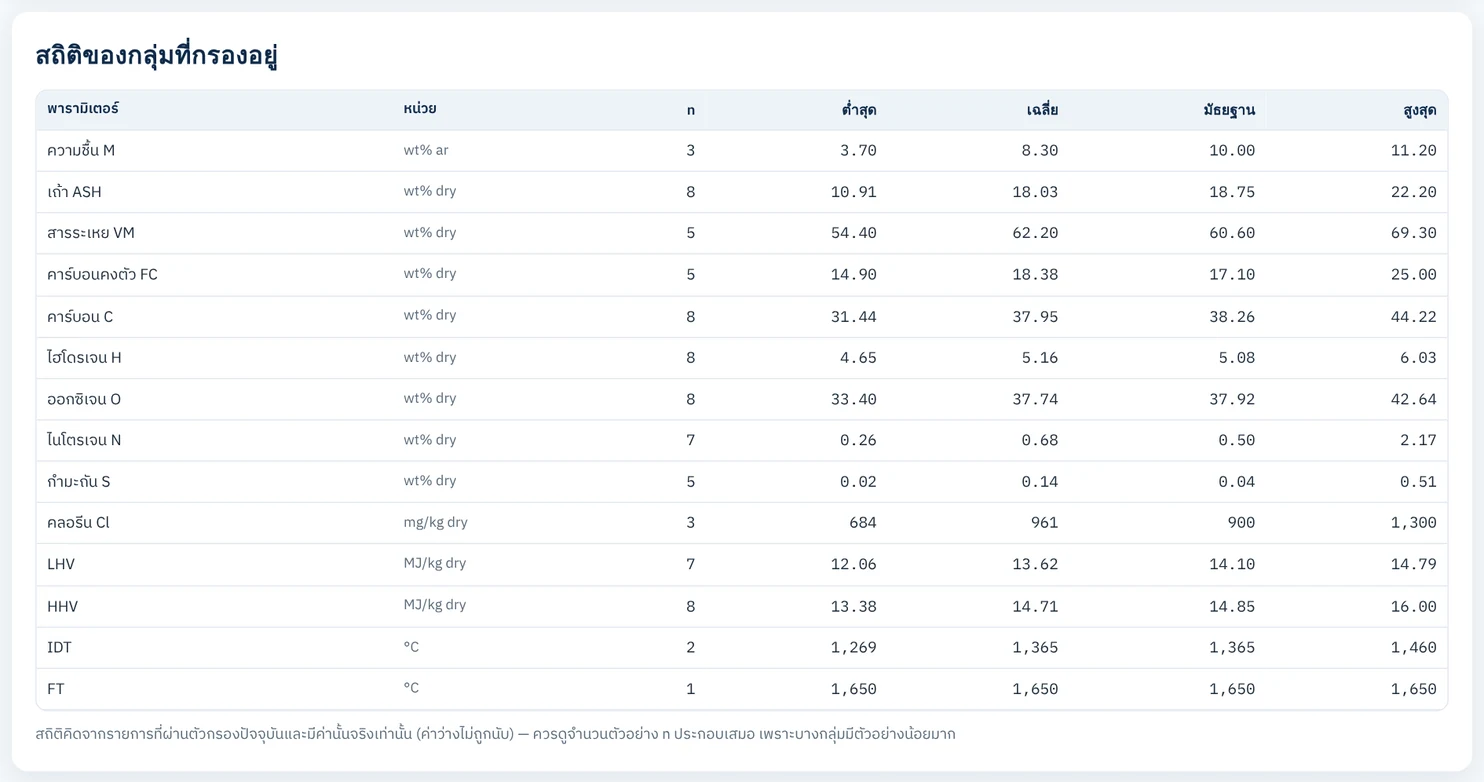 สถิติของกลุ่มที่กรองอยู่
พารามิเตอร์ หน่วย n ต่ำสุด เฉลี่ย มัธยฐาน สูงสุด
ความชื้น M wt% ar 3 3.70 8.30 10.00 11.20
เถ้า ASH wt% dry 8 10.91 18.03 18.75 22.20
สารระเหย VM wt% dry 5 54.40 62.20 60.60 69.30
คาร์บอนคงตัว FC wt% dry 5 14.90 18.38 17.10 25.00
คาร์บอน C wt% dry 8 31.44 37.95 38.26 44.22
ไฮโดรเจน H wt% dry 8 4.65 5.16 5.08 6.03
ออกซิเจน O wt% dry 8 33.40 37.74 37.92 42.64
ไนโตรเจน N wt% dry 7 0.26 0.68 0.50 2.17
กำมะถัน S wt% dry 5 0.02 0.14 0.04 0.51
คลอรีน Cl mg/kg dry 3 684 961 900 1,300
LHV MJ/kg dry 7 12.06 13.62 14.10 14.79
HHV MJ/kg dry 8 13.38 14.71 14.85 16.00
IDT °C 2 1,269 1,365 1,365 1,460
FT °C 1 1,650 1,650 1,650 1,650
สถิติคิดจากรายการที่ผ่านตัวกรองปัจจุบันและมีค่านั้นจริงเท่านั้น (ค่าว่างไม่ถูกนับ) — ควรดูจำนวนตัวอย่าง n ประกอบเสมอ เพราะบางกลุ่มมีตัวอย่างน้อยมาก